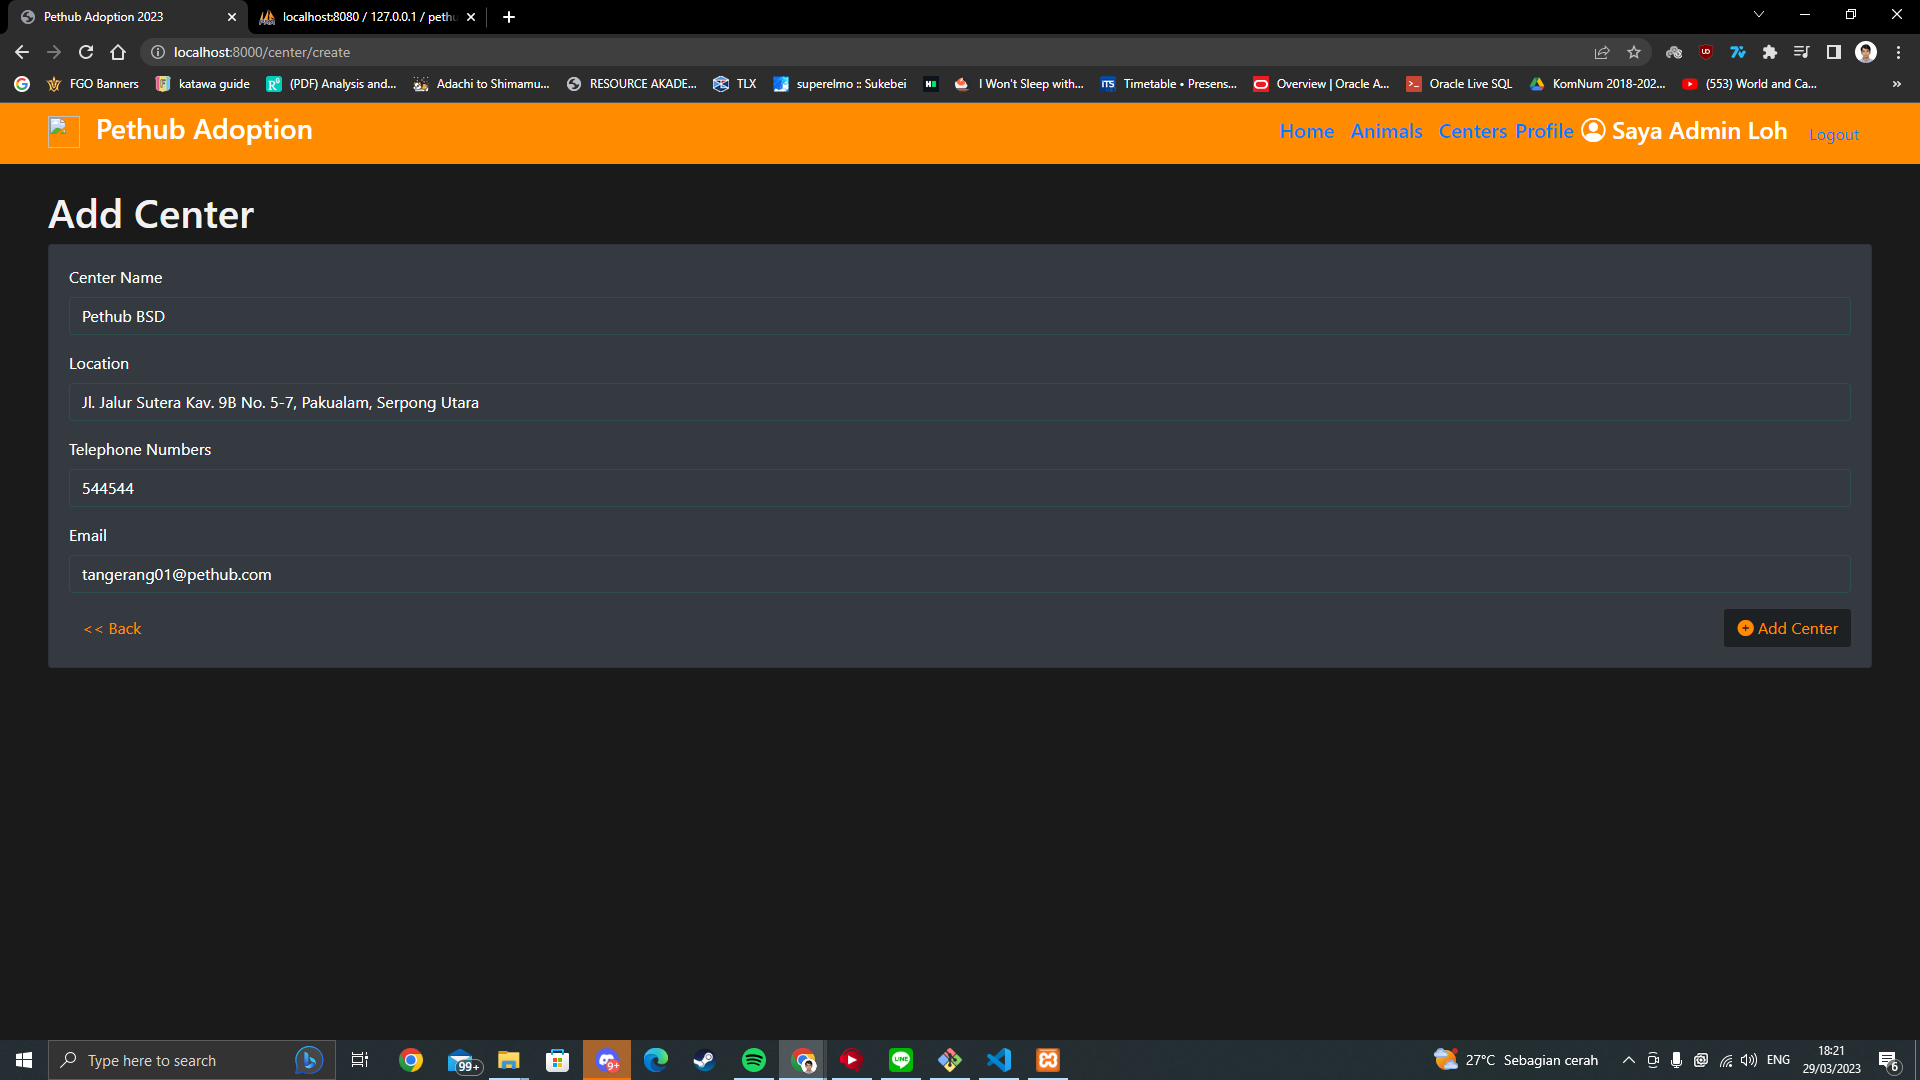 Pethub Adoption 2023
localhost:8080 / 127.0.0.1 / pethu
localhost:8000/center/create
FGO Banners
katawa guide
(PDF) Analysis and...
Adachi to Shimamu...
RESOURCE AKADE...
TLX
superelmo :: Sukebei
I Won't Sleep with...
ITS
Timetable • Presens...
Overview | Oracle A...
Oracle Live SQL
KomNum 2018-202...
(553) World and Ca...
»
Pethub Adoption
Home Animals Centers Profile Saya Admin Loh Logout
Add Center
Center Name
Pethub BSD
Location
Jl. Jalur Sutera Kav. 9B No. 5-7, Pakualam, Serpong Utara
Telephone Numbers
544544
Email
tangerang01@pethub.com
<< Back
Add Center
Type here to search
99+
9+
LINE
27°C Sebagian cerah
ENG
18:21
29/03/2023
6